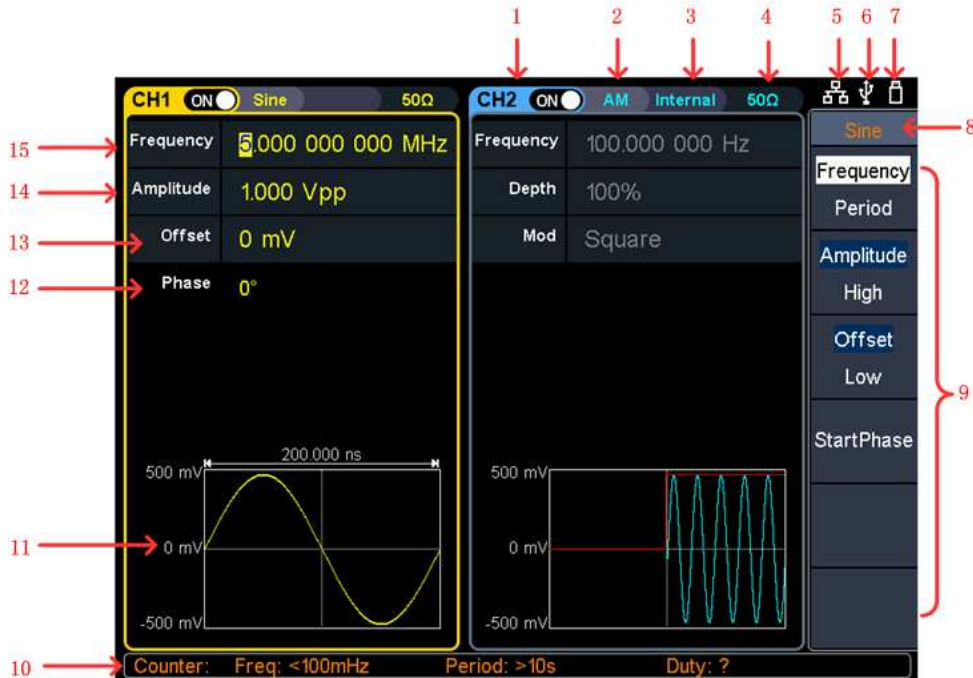 1 2 3 4 5 6 7
CH1 ON Sine 50Ω
CH2 ON AM Internal 50Ω
Sine 8
15 Frequency 5.000 000 000 MHz
Frequency 100.000 000 Hz
Frequency
Period
14 Amplitude 1.000 Vpp
Depth 100%
13 Offset 0 mV
Mod Square
Amplitude
High
12 Phase 0°
Offset
Low
9
StartPhase
200.000 ns
500 mV
500 mV
11 0 mV
0 mV
-500 mV
-500 mV
10 Counter: Freq: <100mHz Period: >10s Duty: ?